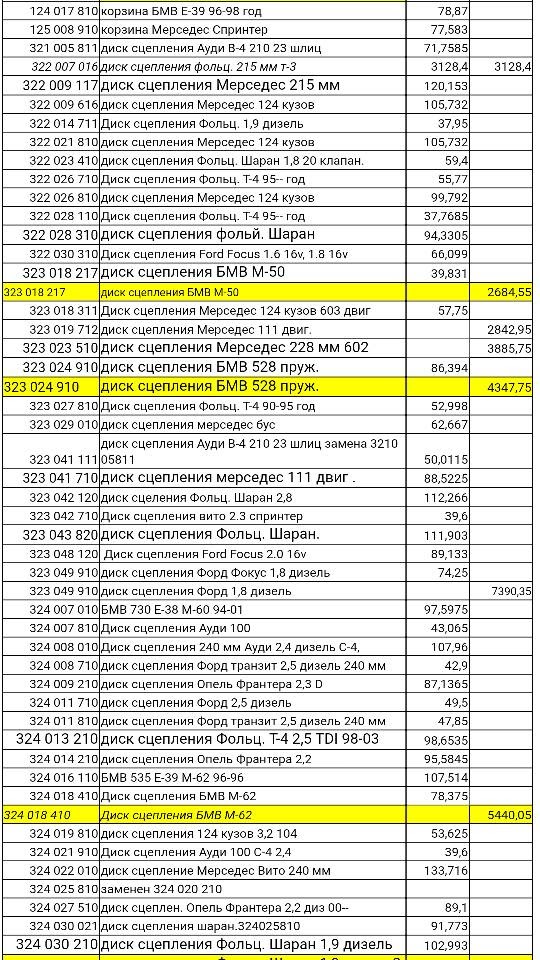 124 017 810 корзина БМВ Е-39 96-98 год 78,87
125 008 910 корзина Мерседес Спринтер 77,583
321 005 811 диск сцепления Ауди В-4 210 23 шлиц 71,7585
322 007 016 диск сцепления фольц. 215 мм т-3 3128,4 3128,4
322 009 117 диск сцепления Мерседес 215 мм 120,153
322 009 616 диск сцепления Мерседес 124 кузов 105,732
322 014 711 Диск сцепления Фольц. 1,9 дизель 37,95
322 021 810 диск сцепления Мерседес 124 кузов 105,732
322 023 410 диск сцепления Фольц. Шаран 1,8 20 клапан. 59,4
322 026 710 Диск сцепления Фольц. Т-4 95-- год 55,77
322 026 810 диск сцепления Мерседес 124 кузов 99,792
322 028 110 Диск сцепления Фольц. Т-4 95-- год 37,7685
322 028 310 диск сцепления фольй. Шаран 94,3305
322 030 310 Диск сцепления Ford Focus 1.6 16v, 1.8 16v 66,099
323 018 217 диск сцепления БМВ М-50 39,831
323 018 217 диск сцепления БМВ М-50 2684,55
323 018 311 Диск сцепления Мерседес 124 кузов 603 двиг 57,75
323 019 712 диск сцепления Мерседес 111 двиг. 2842,95
323 023 510 диск сцепления Мерседес 228 мм 602 3885,75
323 024 910 диск сцепления БМВ 528 пруж. 86,394
323 024 910 диск сцепления БМВ 528 пруж. 4347,75
323 027 810 Диск сцепления Фольц. Т-4 90-95 год 52,998
323 029 010 диск сцепления мерседес бус 62,667
диск сцепления Ауди В-4 210 23 шлиц замена 3210
323 041 111 05811 50,0115
323 041 710 диск сцепления мерседес 111 двиг . 88,5225
323 042 120 диск сцеления Фольц. Шаран 2,8 112,266
323 042 710 Диск сцепления вито 2.3 спринтер 39,6
323 043 820 диск сцепления Фольц. Шаран. 111,903
323 048 120 Диск сцепления Ford Focus 2.0 16v 89,133
323 049 910 диск сцепления Форд Фокус 1,8 дизель 74,25
323 049 910 диск сцепления Форд 1,8 дизель 7390,35
324 007 010 БМВ 730 Е-38 М-60 94-01 97,5975
324 007 810 Диск сцепления Ауди 100 43,065
324 008 010 Диск сцепления 240 мм Ауди 2,4 дизель С-4, 107,96
324 008 710 диск сцепления Форд транзит 2,5 дизель 240 мм 42,9
324 009 210 диск сцепления Опель Франтера 2,3 D 87,1365
324 011 710 диск сцепления Форд 2,5 дизель 49,5
324 011 810 диск сцепления Форд транзит 2,5 дизель 240 мм 47,85
324 013 210 диск сцепления Фольц. Т-4 2,5 TDI 98-03 98,6535
324 014 210 диск сцепления Опель Франтера 2,2 95,5845
324 016 110 БМВ 535 Е-39 М-62 96-96 107,514
324 018 410 Диск сцепления БМВ М-62 78,375
324 018 410 Диск сцепления БМВ М-62 5440,05
324 019 810 диск сцепления 124 кузов 3,2 104 53,625
324 021 910 Диск сцепления Ауди 100 С-4 2,4 39,6
324 022 010 диск сцепление Мерседес Вито 240 мм 133,716
324 025 810 заменен 324 020 210
324 027 510 диск сцеплен. Опель Франтера 2,2 диз 00-- 89,1
324 030 021 диск сцепления шаран.324025810 91,773
324 030 210 диск сцепления Фольц. Шаран 1,9 дизель 102,993